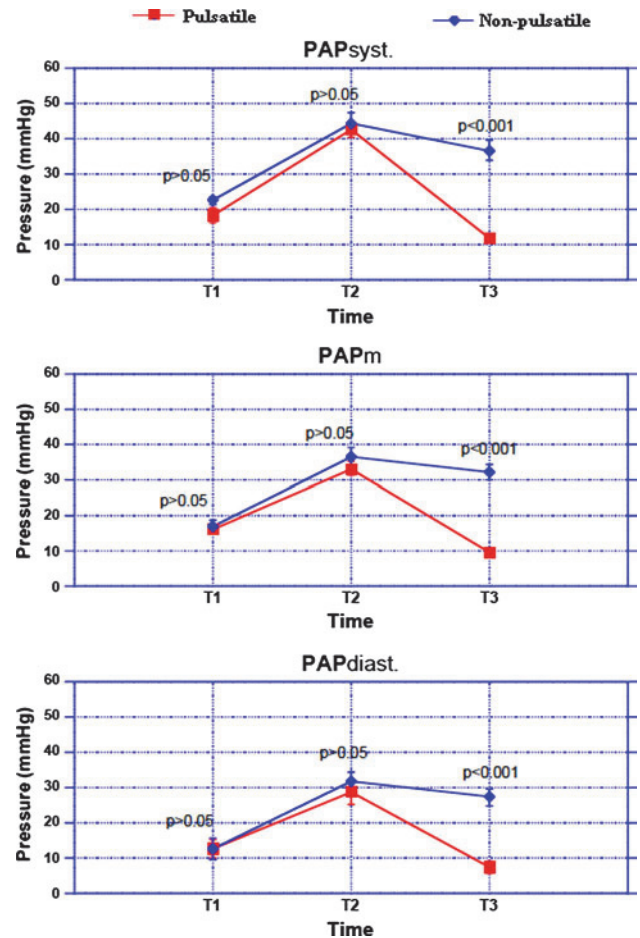 Pulsatile Non-pulsatile
PAPsyst.
Pressure (mmHg)
60
50
40
30
20
10
0
p>0.05
p>0.05
p<0.001
T1 T2 T3
Time
PAPm
Pressure (mmHg)
60
50
40
30
20
10
0
p>0.05
p>0.05
p<0.001
T1 T2 T3
Time
PAPdiast.
Pressure (mmHg)
60
50
40
30
20
10
0
p>0.05
p>0.05
p<0.001
T1 T2 T3
Time